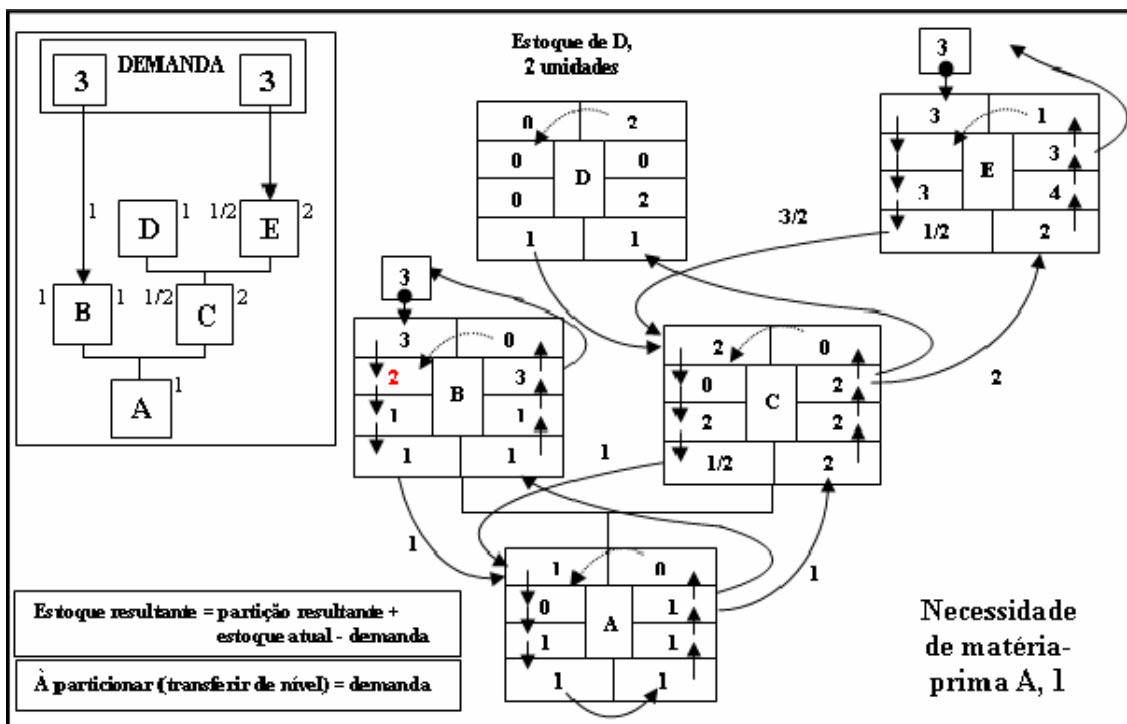 3 DEMANDA 3
1
D 1
1/2 E 2
1 B 1
1/2 C 2
A 1
Estoque de D,
2 unidades
0 2
0 D 0
0 2
1 1
3
3 1
E 3
3 4
1/2 2
3/2
3
3 0
2 B 3
1 1
1 1
2 0
0 C 2
2 2
1/2 2
2
1
1
1
1 0
0 A 1
1 1
1 1
Estoque resultante = partição resultante +
estoque atual - demanda
À particionar (transferir de nível) = demanda
Necessidade
de matéria-
prima A, 1